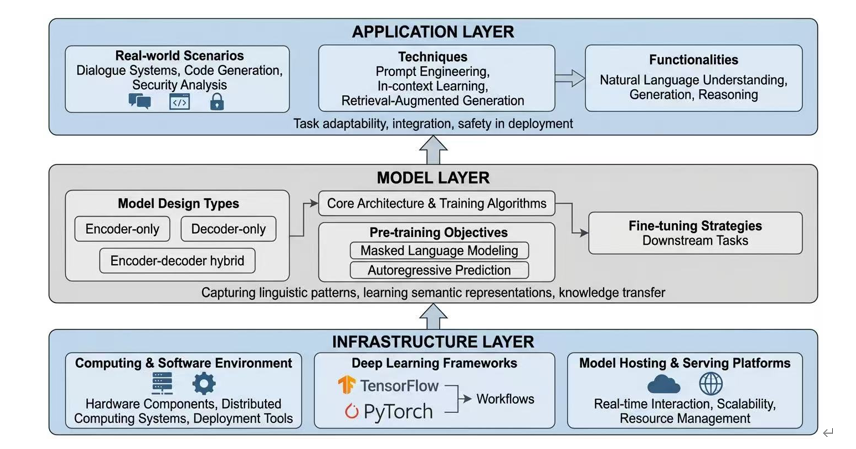 APPLICATION LAYER
Real-world Scenarios
Dialogue Systems, Code Generation,
Security Analysis
Techniques
Prompt Engineering,
In-context Learning,
Retrieval-Augmented Generation
Functionalities
Natural Language Understanding,
Generation, Reasoning
Task adaptability, integration, safety in deployment
MODEL LAYER
Model Design Types
Encoder-only
Decoder-only
Encoder-decoder hybrid
Core Architecture & Training Algorithms
Pre-training Objectives
Masked Language Modeling
Autoregressive Prediction
Fine-tuning Strategies
Downstream Tasks
Capturing linguistic patterns, learning semantic representations, knowledge transfer
INFRASTRUCTURE LAYER
Computing & Software Environment
Hardware Components, Distributed
Computing Systems, Deployment Tools
Deep Learning Frameworks
TensorFlow
PyTorch
Workflows
Model Hosting & Serving Platforms
Real-time Interaction, Scalability,
Resource Management